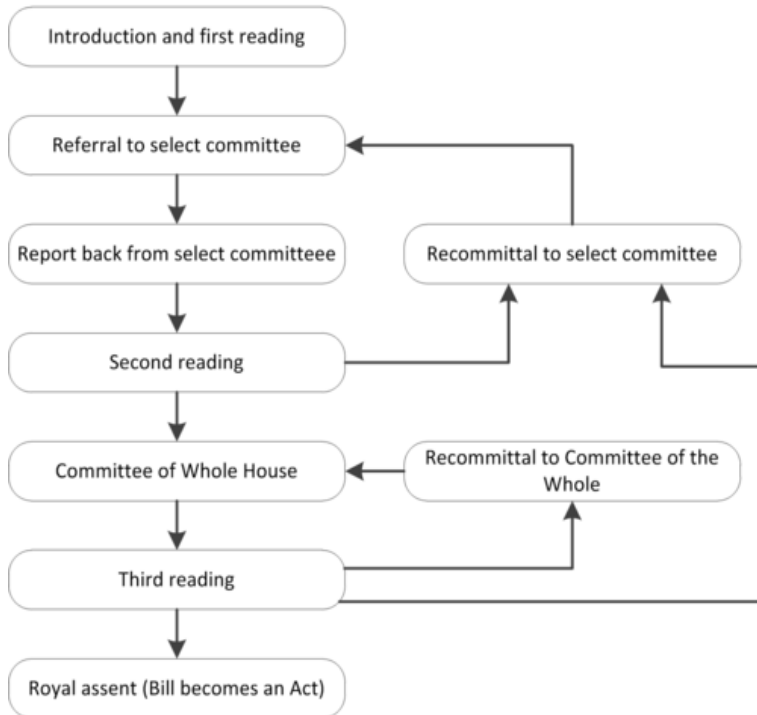 Introduction and first reading
Referral to select committee
Report back from select committeee
Recommittal to select committee
Second reading
Committee of Whole House
Recommittal to Committee of the
Whole
Third reading
Royal assent (Bill becomes an Act)